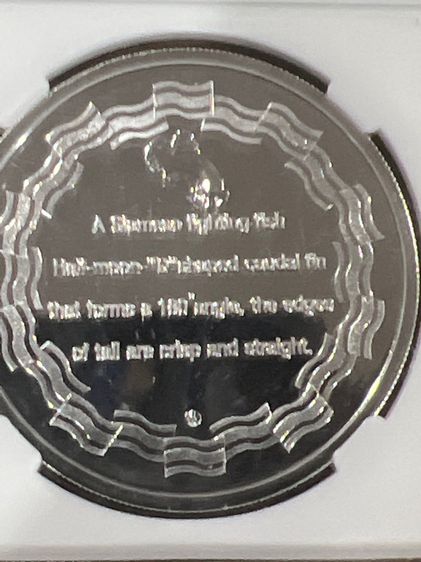 A Siamese fighting fish
Half-moon "D" shaped caudal fin
that forms a 180° angle, the edges
of tail are crisp and straight.